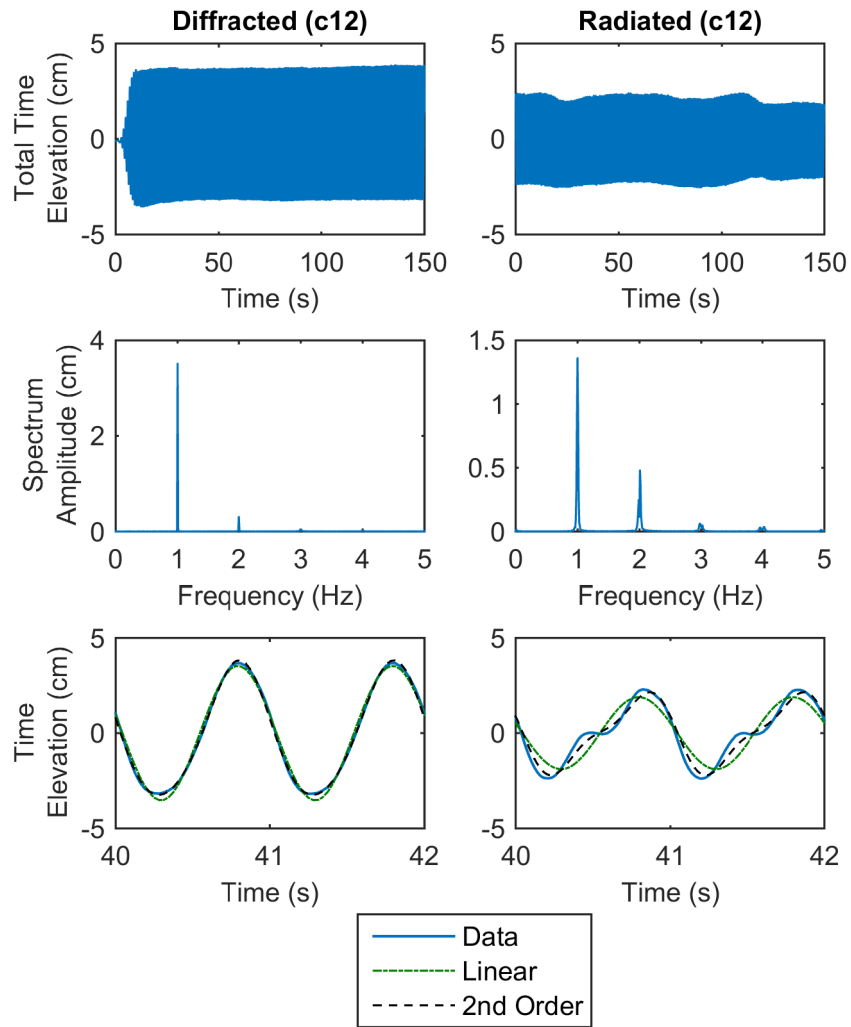 Diffracted (c12) Radiated (c12)
5 5
0 0
-5 -5
Total Time
Elevation (cm)
0 50 100 150 0 50 100 150
Time (s) Time (s)
4 1.5
1
2
0.5
0 0
Spectrum
Amplitude (cm)
0 1 2 3 4 5 0 1 2 3 4 5
Frequency (Hz) Frequency (Hz)
5 5
0 0
-5 -5
Time
Elevation (cm)
40 41 42 40 41 42
Time (s) Time (s)
Data
Linear
2nd Order